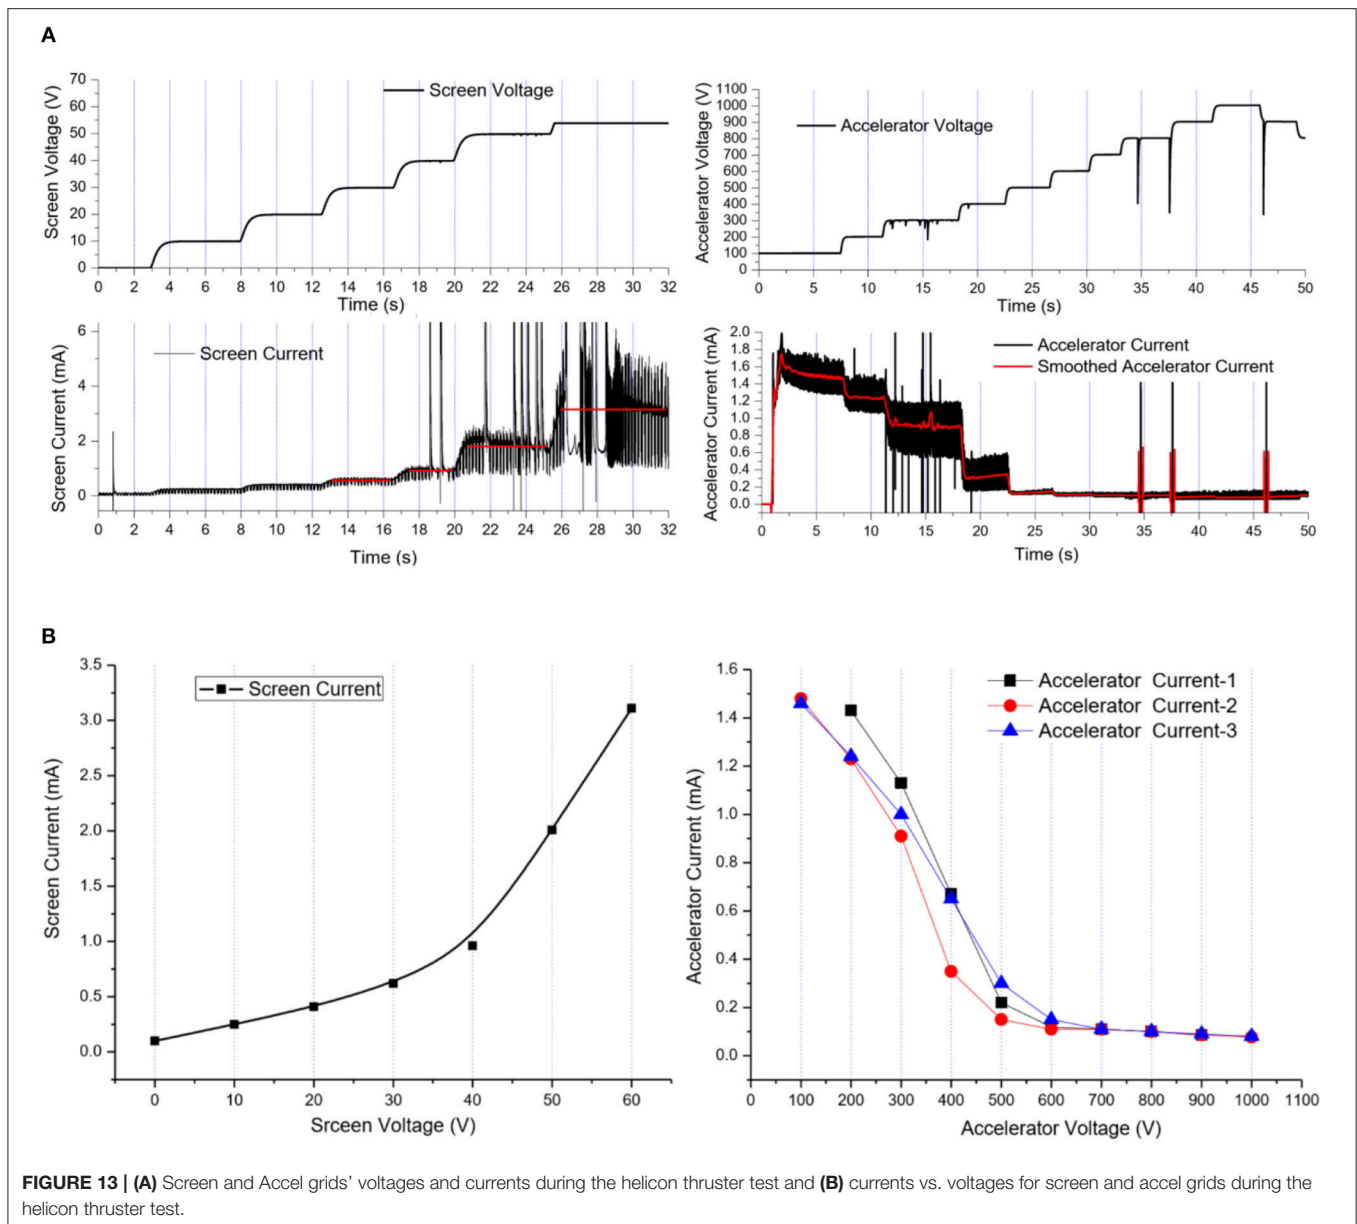 A
Screen Voltage (V)
70
60
50
40
30
20
10
0
Screen Voltage
0 2 4 6 8 10 12 14 16 18 20 22 24 26 28 30 32
Time (s)
Accelerator Voltage (V)
1100
1000
900
800
700
600
500
400
300
200
100
0
Accelerator Voltage
0 5 10 15 20 25 30 35 40 45 50
Time (s)
Screen Current (mA)
6
4
2
0
Screen Current
0 2 4 6 8 10 12 14 16 18 20 22 24 26 28 30 32
Time (s)
Accelerator Current (mA)
2.0
1.8
1.6
1.4
1.2
1.0
0.8
0.6
0.4
0.2
0.0
Accelerator Current
Smoothed Accelerator Current
0 5 10 15 20 25 30 35 40 45 50
Time (s)
B
Screen Current (mA)
3.5
3.0
2.5
2.0
1.5
1.0
0.5
0.0
Screen Current
0 10 20 30 40 50 60
Srceen Voltage (V)
Accelerator Current (mA)
1.6
1.4
1.2
1.0
0.8
0.6
0.4
0.2
0.0
Accelerator Current-1
Accelerator Current-2
Accelerator Current-3
0 100 200 300 400 500 600 700 800 900 1000 1100
Accelerator Voltage (V)
FIGURE 13 | (A) Screen and Accel grids' voltages and currents during the helicon thruster test and (B) currents vs. voltages for screen and accel grids during the
helicon thruster test.